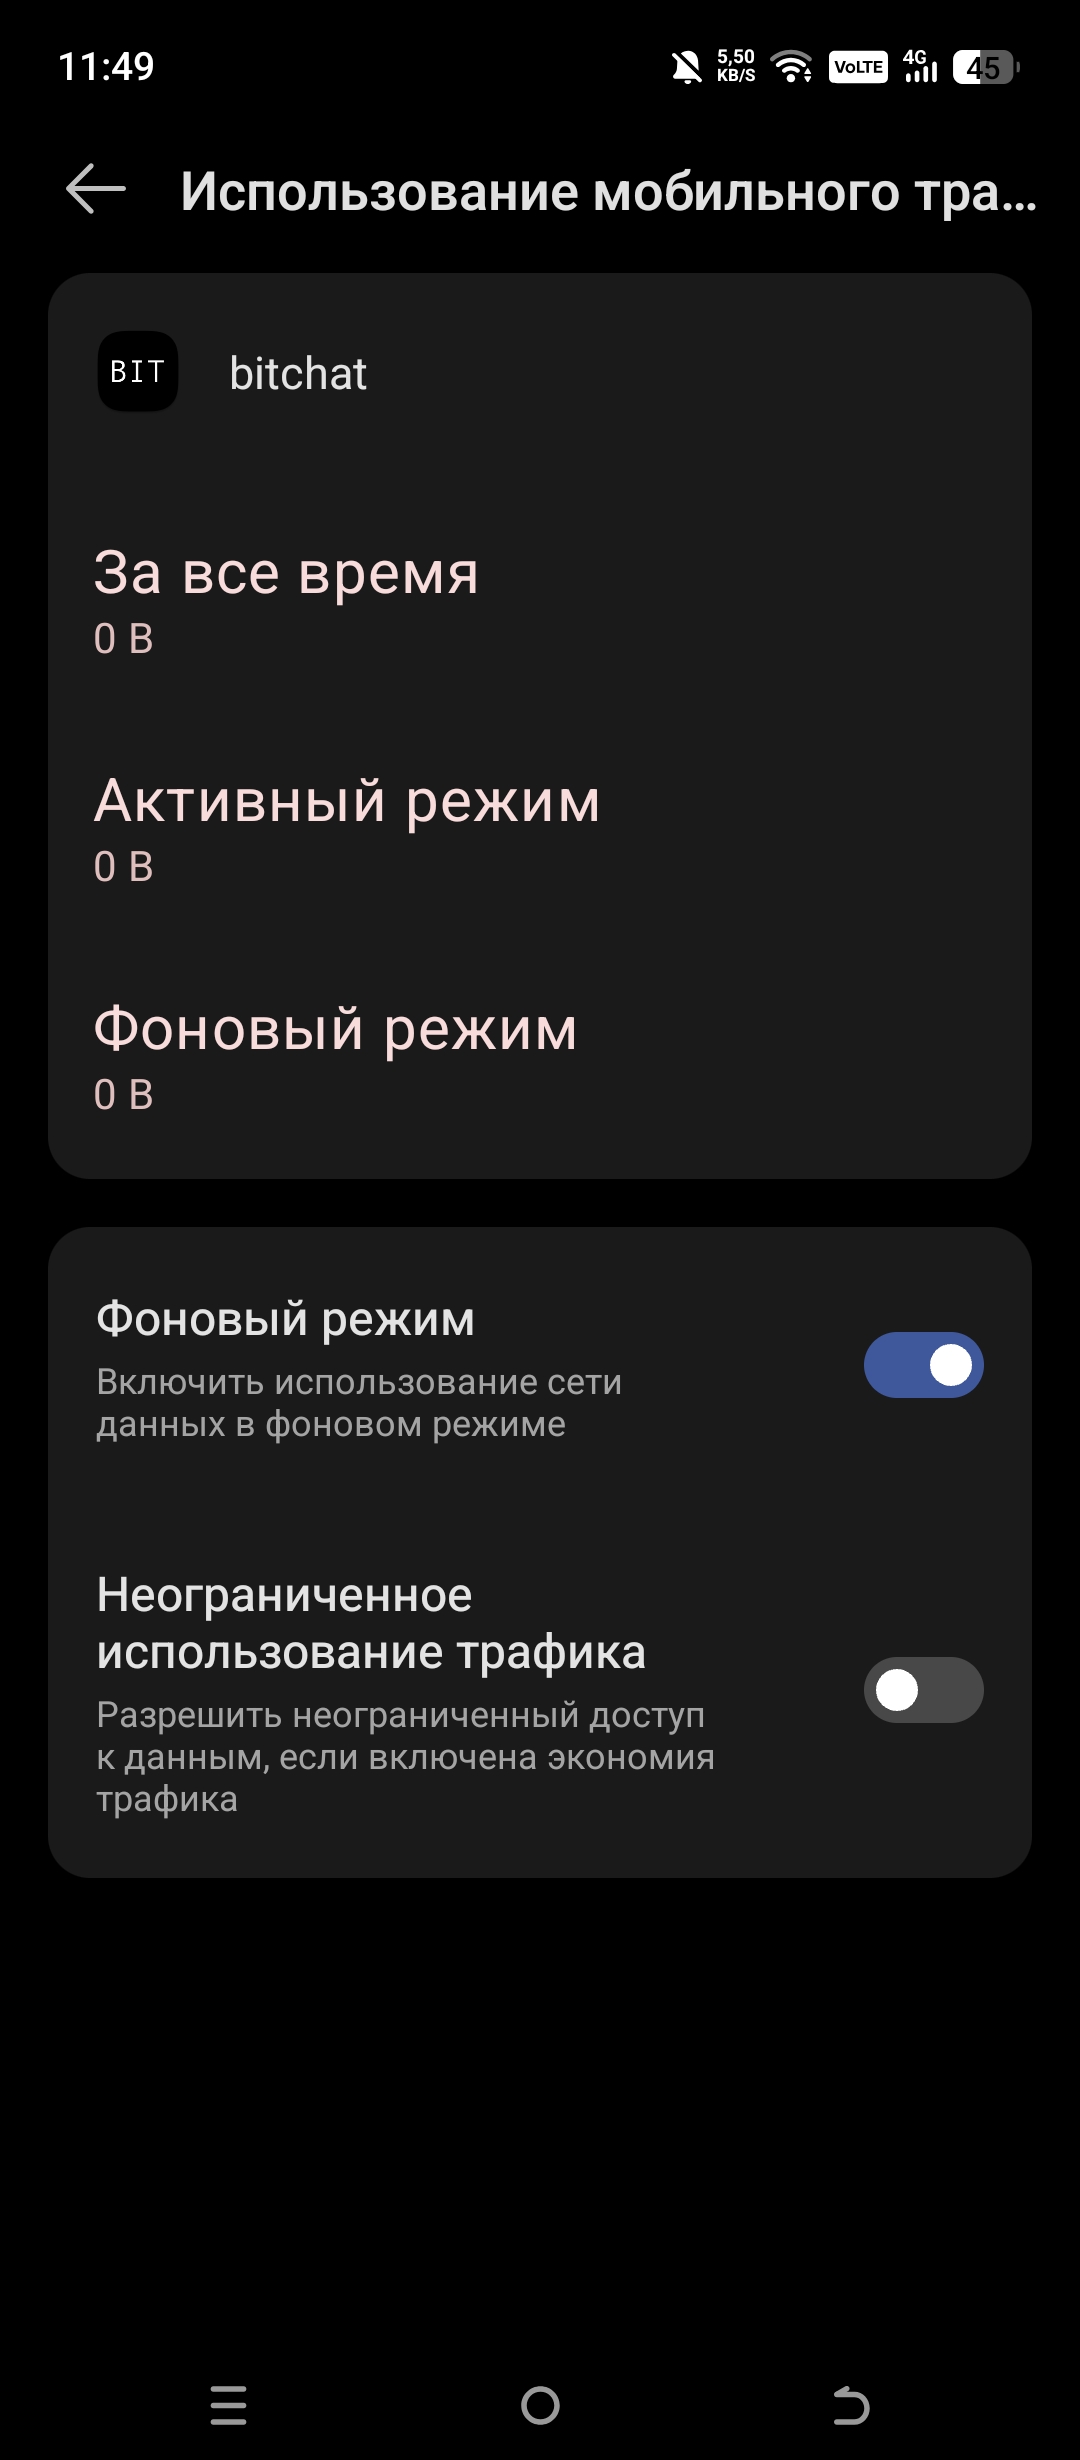 11:49
5,50
KB/S
VoLTE
4G
45
Использование мобильного тра...
BIT
bitchat
За все время
0 B
Активный режим
0 B
Фоновый режим
0 B
Фоновый режим
Включить использование сети
данных в фоновом режиме
Неограниченное
использование трафика
Разрешить неограниченный доступ
к данным, если включена экономия
трафика